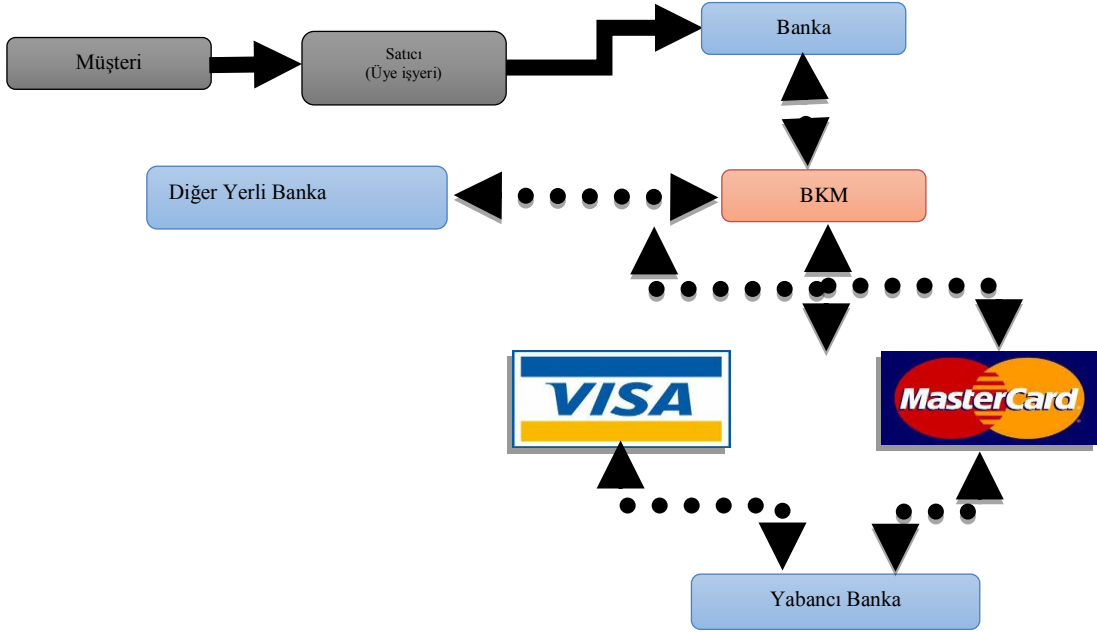 Banka
Müşteri
Satıcı
(Üye işyeri)
Diğer Yerli Banka
BKM
VISA
MasterCard
Yabancı Banka